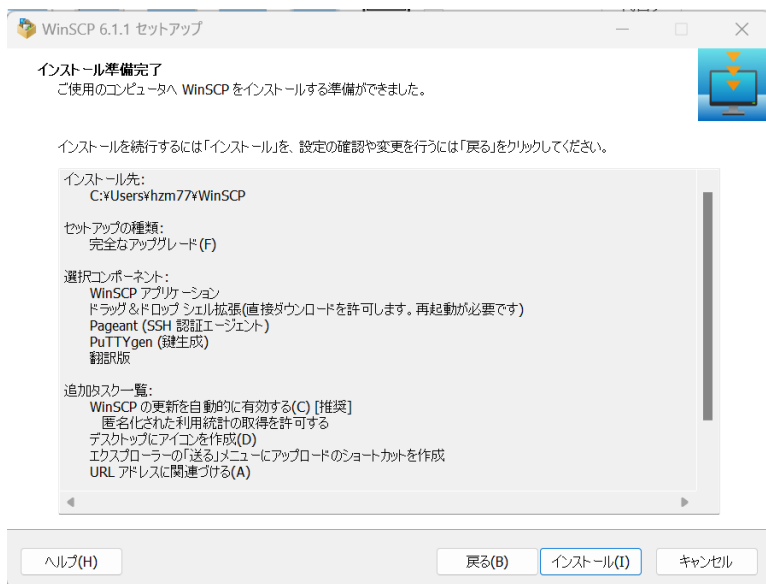 WinSCP 6.1.1 セットアップ
インストール準備完了
ご使用のコンピュータへ WinSCP をインストールする準備ができました。
インストールを続行するには「インストール」を、設定の確認や変更を行うには「戻る」をクリックしてください。
インストール先:
C:¥Users¥hzm77¥WinSCP
セットアップの種類:
完全なアップグレード(F)
選択コンポーネント:
WinSCP アプリケーション
ドラッグ&ドロップ シェル拡張(直接ダウンロードを許可します。再起動が必要です)
Pageant (SSH 認証エージェント)
PuTTYgen (鍵生成)
翻訳版
追加タスク一覧:
WinSCP の更新を自動的に有効する(C) [推奨]
匿名化された利用統計の取得を許可する
デスクトップにアイコンを作成(D)
エクスプローラーの「送る」メニューにアップロードのショートカットを作成
URL アドレスに関連づける(A)
ヘルプ(H)
戻る(B)
インストール(I)
キャンセル